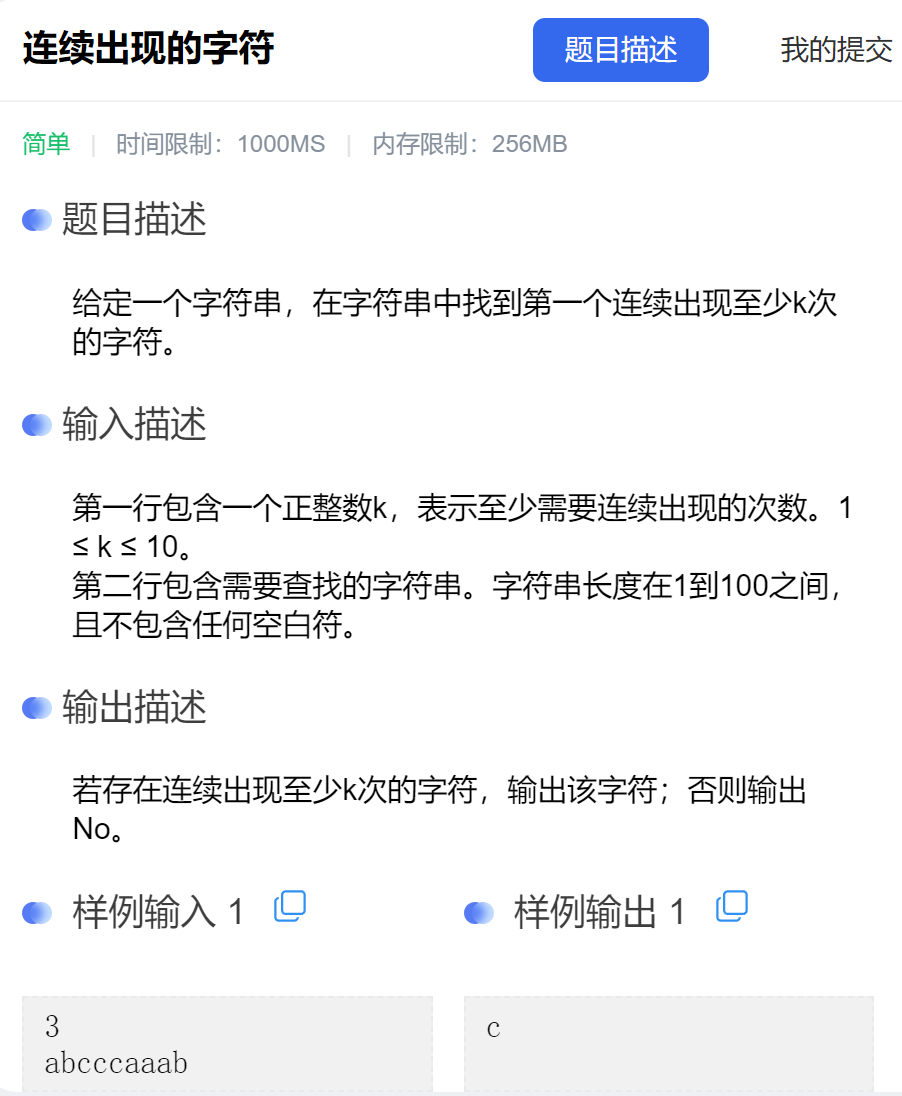 连续出现的字符
题目描述
我的提交
简单 | 时间限制：1000MS | 内存限制：256MB
题目描述
给定一个字符串，在字符串中找到第一个连续出现至少k次
的字符。
输入描述
第一行包含一个正整数k，表示至少需要连续出现的次数。1
≤ k ≤ 10。
第二行包含需要查找的字符串。字符串长度在1到100之间，
且不包含任何空白符。
输出描述
若存在连续出现至少k次的字符，输出该字符；否则输出
No。
样例输入 1
3
abcccaaab
样例输出 1
c